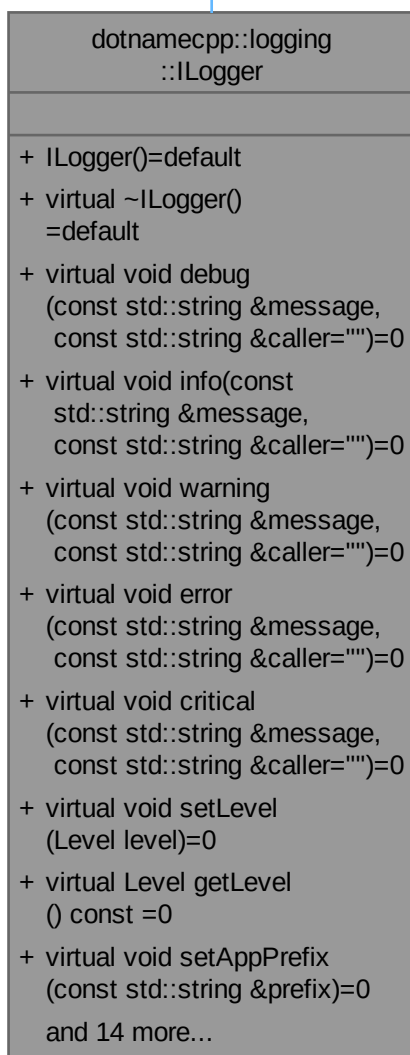 dotnamecpp::logging
::ILogger
+ ILogger()=default
+ virtual ~ILogger()
=default
+ virtual void debug
(const std::string &message,
const std::string &caller="")=0
+ virtual void info(const
std::string &message,
const std::string &caller="")=0
+ virtual void warning
(const std::string &message,
const std::string &caller="")=0
+ virtual void error
(const std::string &message,
const std::string &caller="")=0
+ virtual void critical
(const std::string &message,
const std::string &caller="")=0
+ virtual void setLevel
(Level level)=0
+ virtual Level getLevel
() const =0
+ virtual void setAppPrefix
(const std::string &prefix)=0
and 14 more...